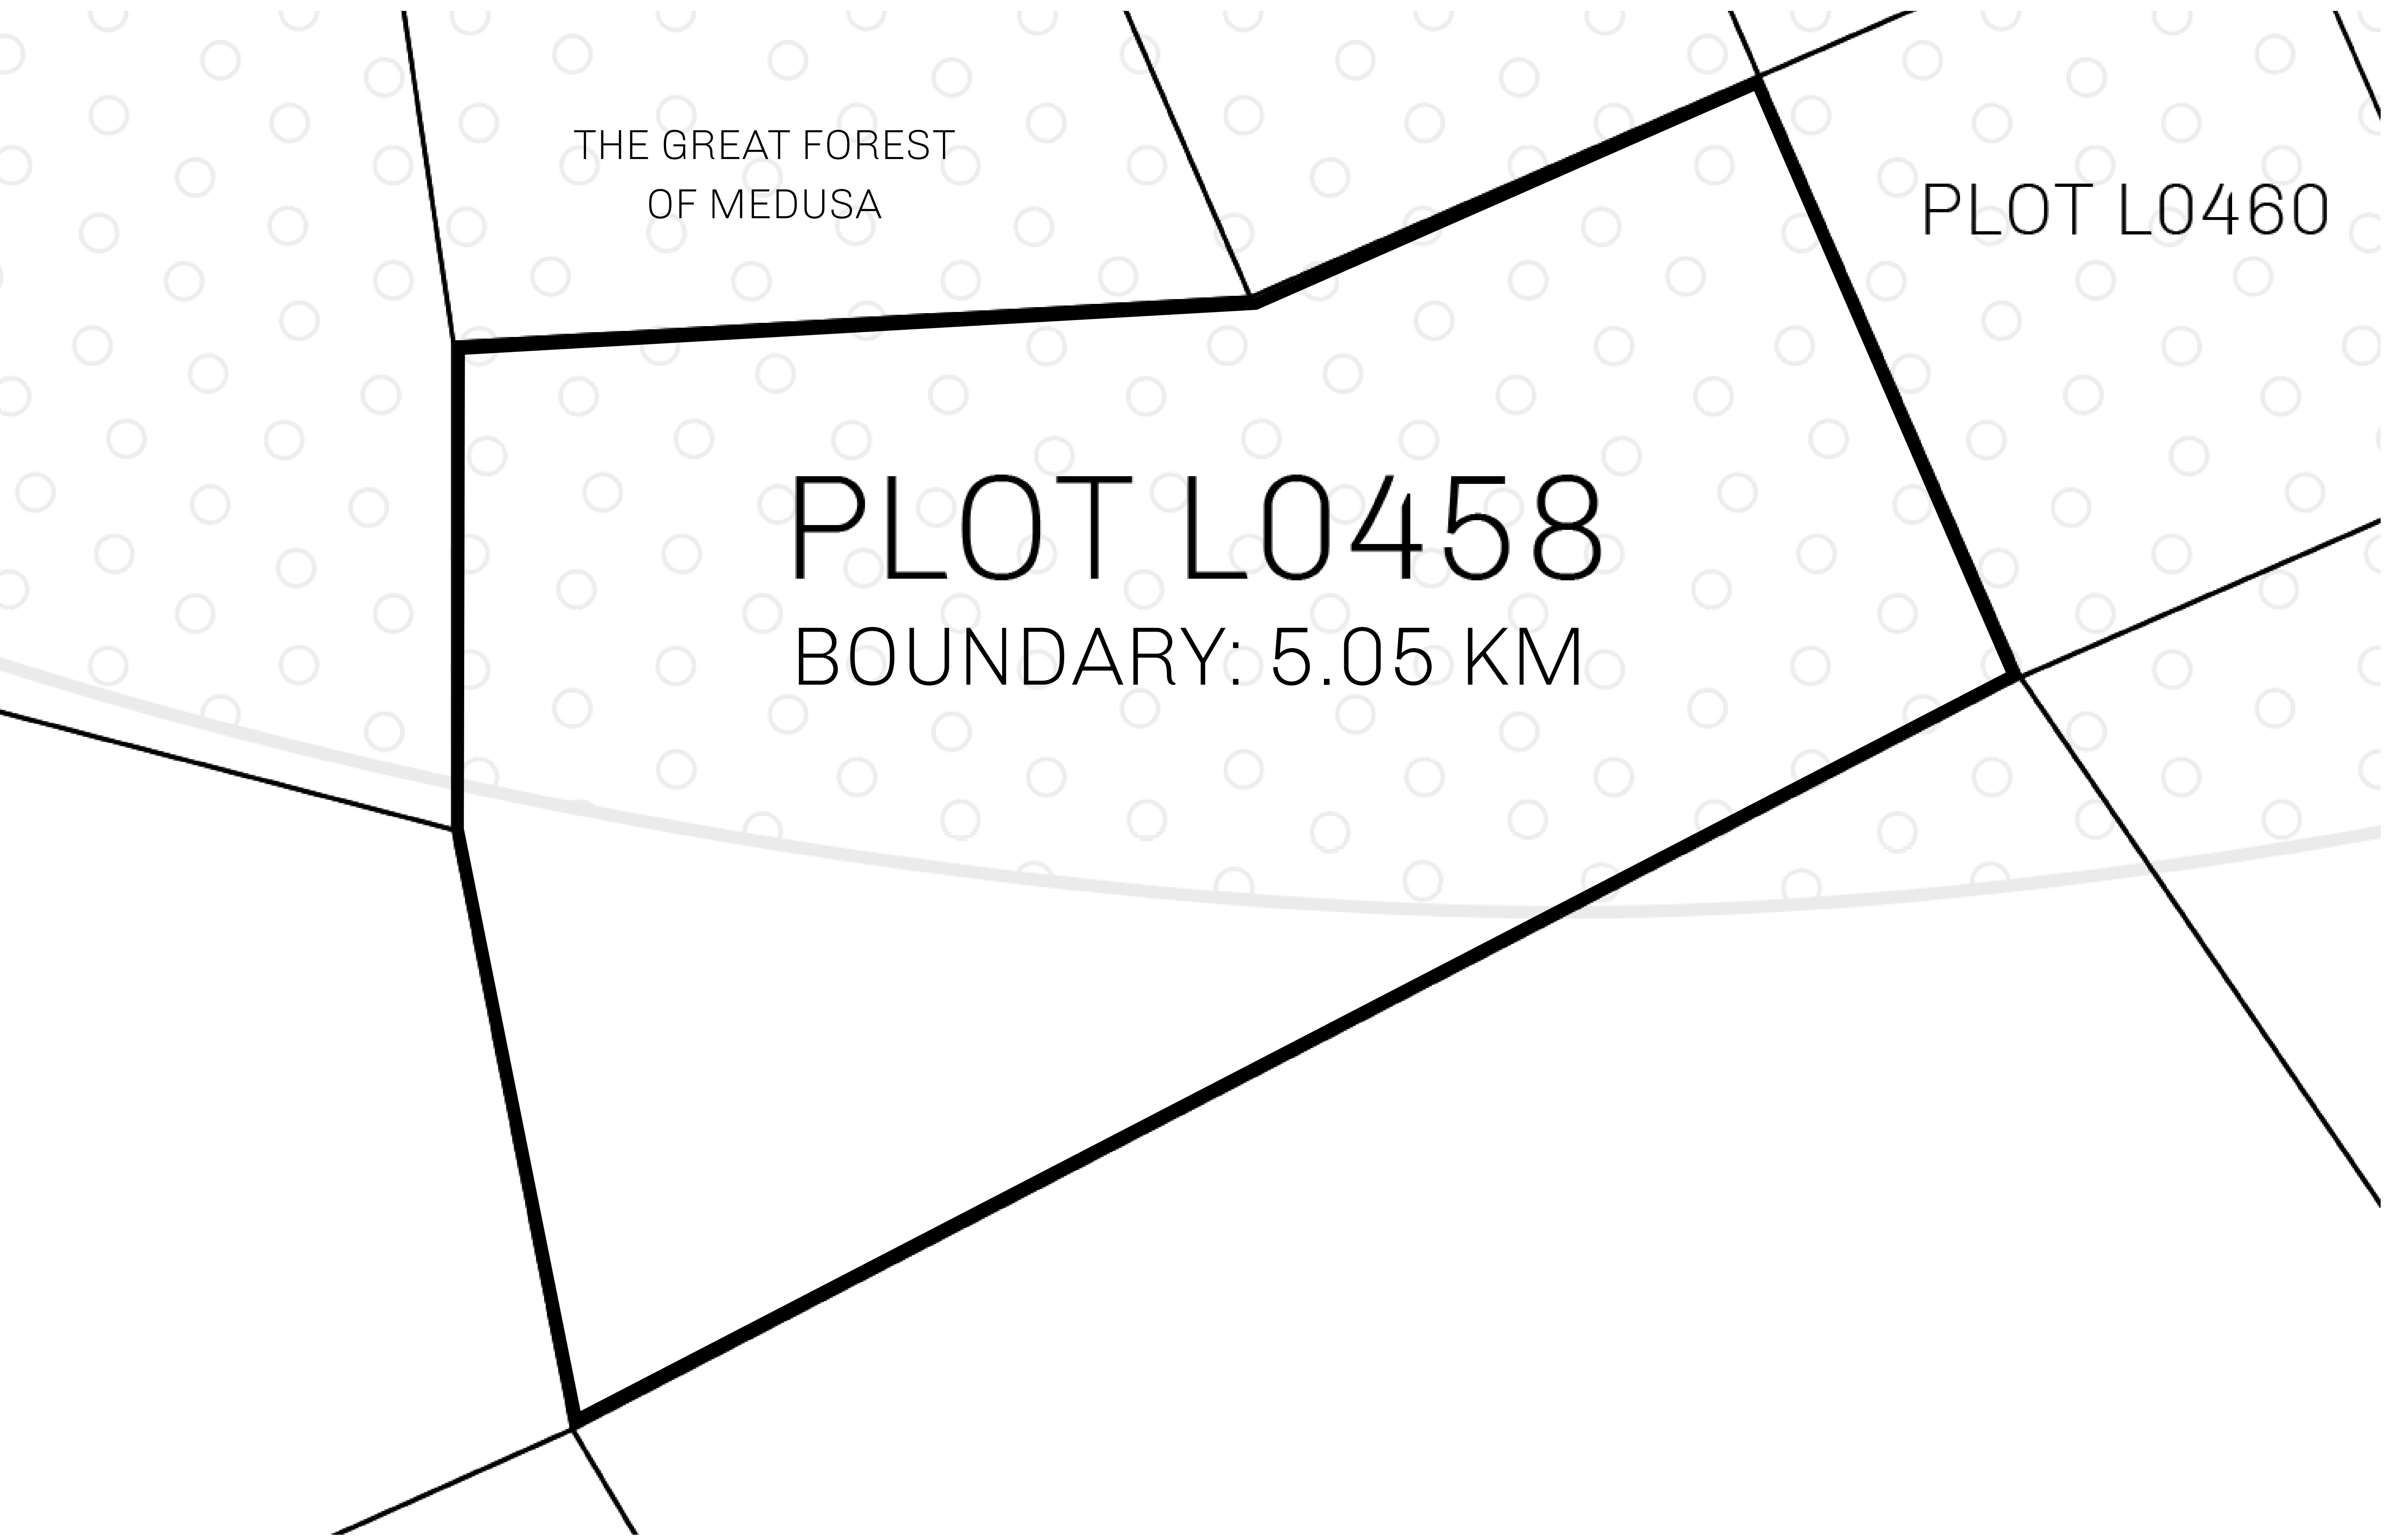 THE GREAT FOREST
OF MEDUSA
PLOT L0460
PLOT L0458
BOUNDARY: 5.05 KM